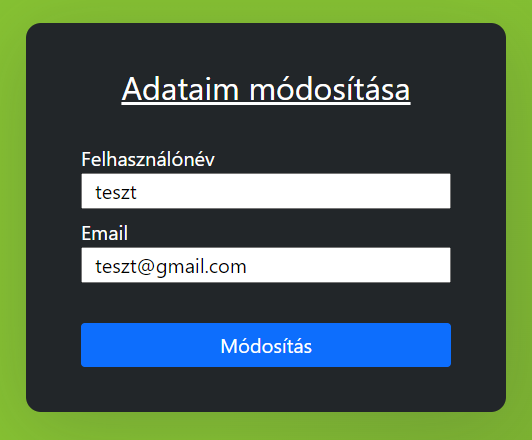 Adataim módosítása
Felhasználónév
teszt
Email
teszt@gmail.com
Módosítás